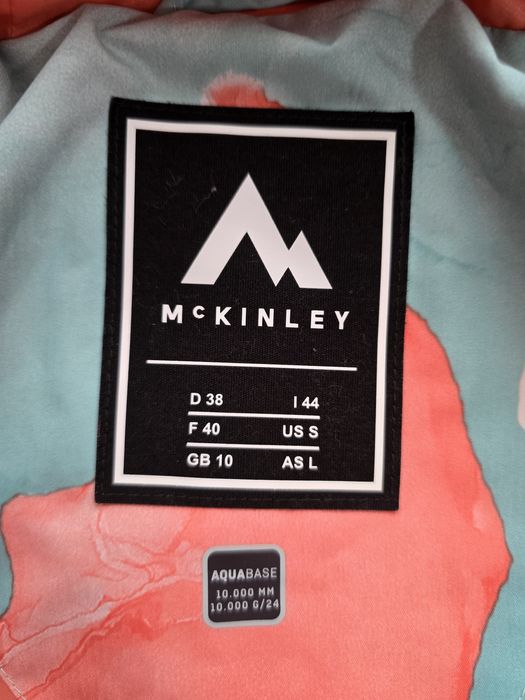 McKINLEY
D 38 I 44
F 40 US S
GB 10 AS L
AQUABASE
10.000 MM
10.000 G/24